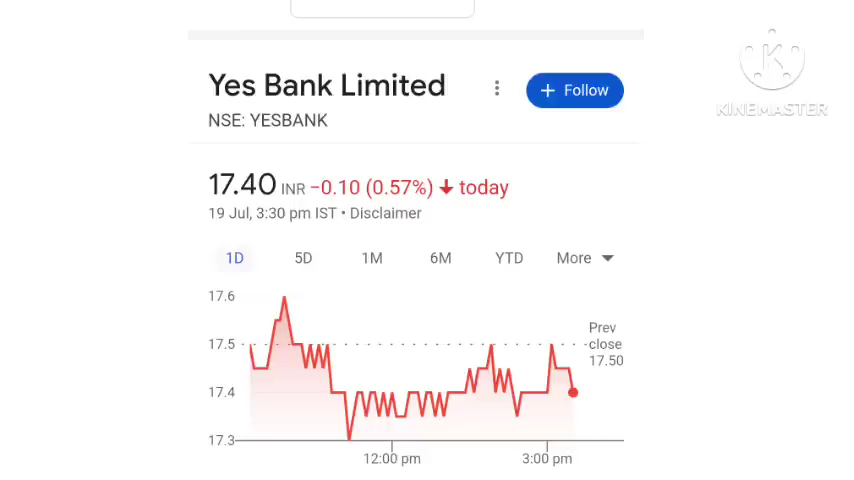 Yes Bank Limited
+ Follow
NSE: YESBANK
KINEMASTER
17.40 INR −0.10 (0.57%) ↓ today
19 Jul, 3:30 pm IST • Disclaimer
1D 5D 1M 6M YTD More
17.6
17.5
17.4
17.3
Prev
close
17.50
12:00 pm 3:00 pm